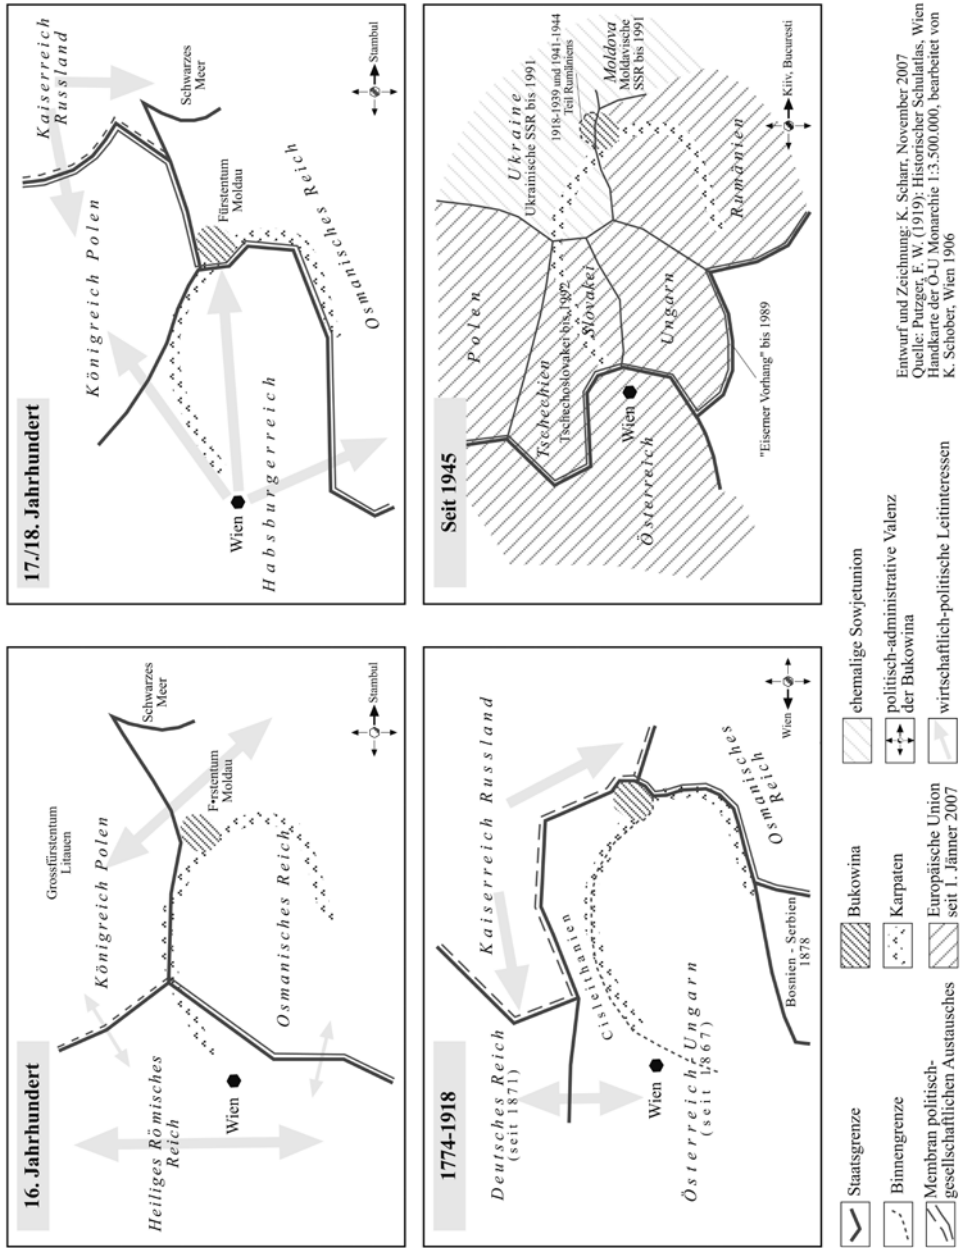 16. Jahrhundert
Grossfürstentum
Litauen
Königreich Polen
Schwarzes
Meer
F•rstentum
Moldau
Heiliges Römisches
Reich
Wien
Osmanisches Reich
Stambul
17./18. Jahrhundert
Kaiserreich
Russland
Königreich Polen
Schwarzes
Meer
Fürstentum
Moldau
Wien
Habsburgerreich
Osmanisches Reich
Stambul
1774-1918
Deutsches Reich
(seit 1871)
Kaiserreich Russland
Cisleithanien
Wien
Österreich-Ungarn
(seit 1867)
Bosnien - Serbien
1878
Osmanisches
Reich
Wien
Seit 1945
Polen
Ukraine
Ukrainische SSR bis 1991
1918-1939 und 1941-1944
Teil Rumäniens
Moldova
Moldavische
SSR bis 1991
Tschechien
Tschechoslovakei bis 1992
Slovakei
Wien
Österreich
Ungarn
Rumänien
"Eiserner Vorhang" bis 1989
Kiiv, Bucuresti
Staatsgrenze
Binnengrenze
Membran politisch-
gesellschaftlichen Austausches
Bukowina
Karpaten
Europäische Union
seit 1. Jänner 2007
ehemalige Sowjetunion
politisch-administrative Valenz
der Bukowina
wirtschaftlich-politische Leitinteressen
Entwurf und Zeichnung: K. Scharr, November 2007
Quelle: Putzger, F. W. (1919): Historischer Schulatlas, Wien
Handkarte der Ö-U Monarchie 1:3.500.000, bearbeitet von
K. Schober, Wien 1906